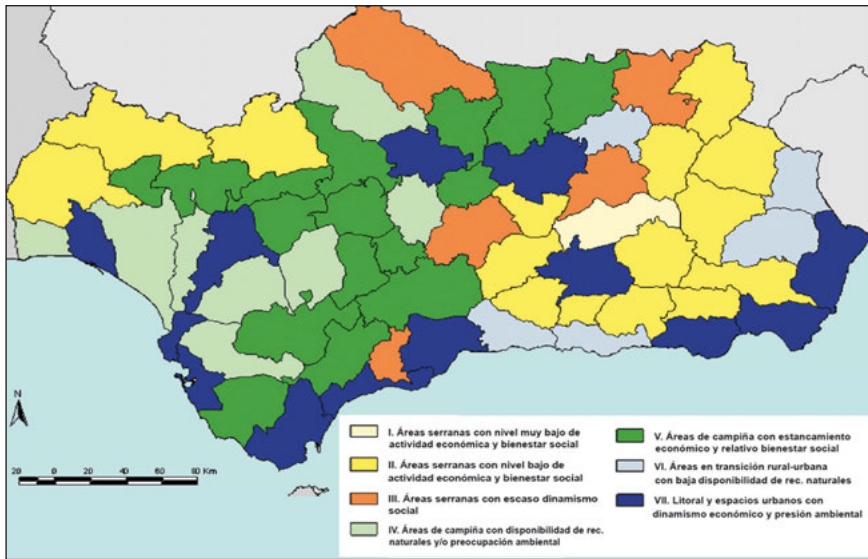 N
20 0 20 40 60 80 Km
I. Áreas serranas con nivel muy bajo de
actividad económica y bienestar social
II. Áreas serranas con nivel bajo de
actividad económica y bienestar social
III. Áreas serranas con escaso dinamismo
social
IV. Áreas de campiña con disponibilidad de rec.
naturales y/o preocupación ambiental
V. Áreas de campiña con estancamiento
económico y relativo bienestar social
VI. Áreas en transición rural-urbana
con baja disponibilidad de rec. naturales
VII. Litoral y espacios urbanos con
dinamismo económico y presión ambiental